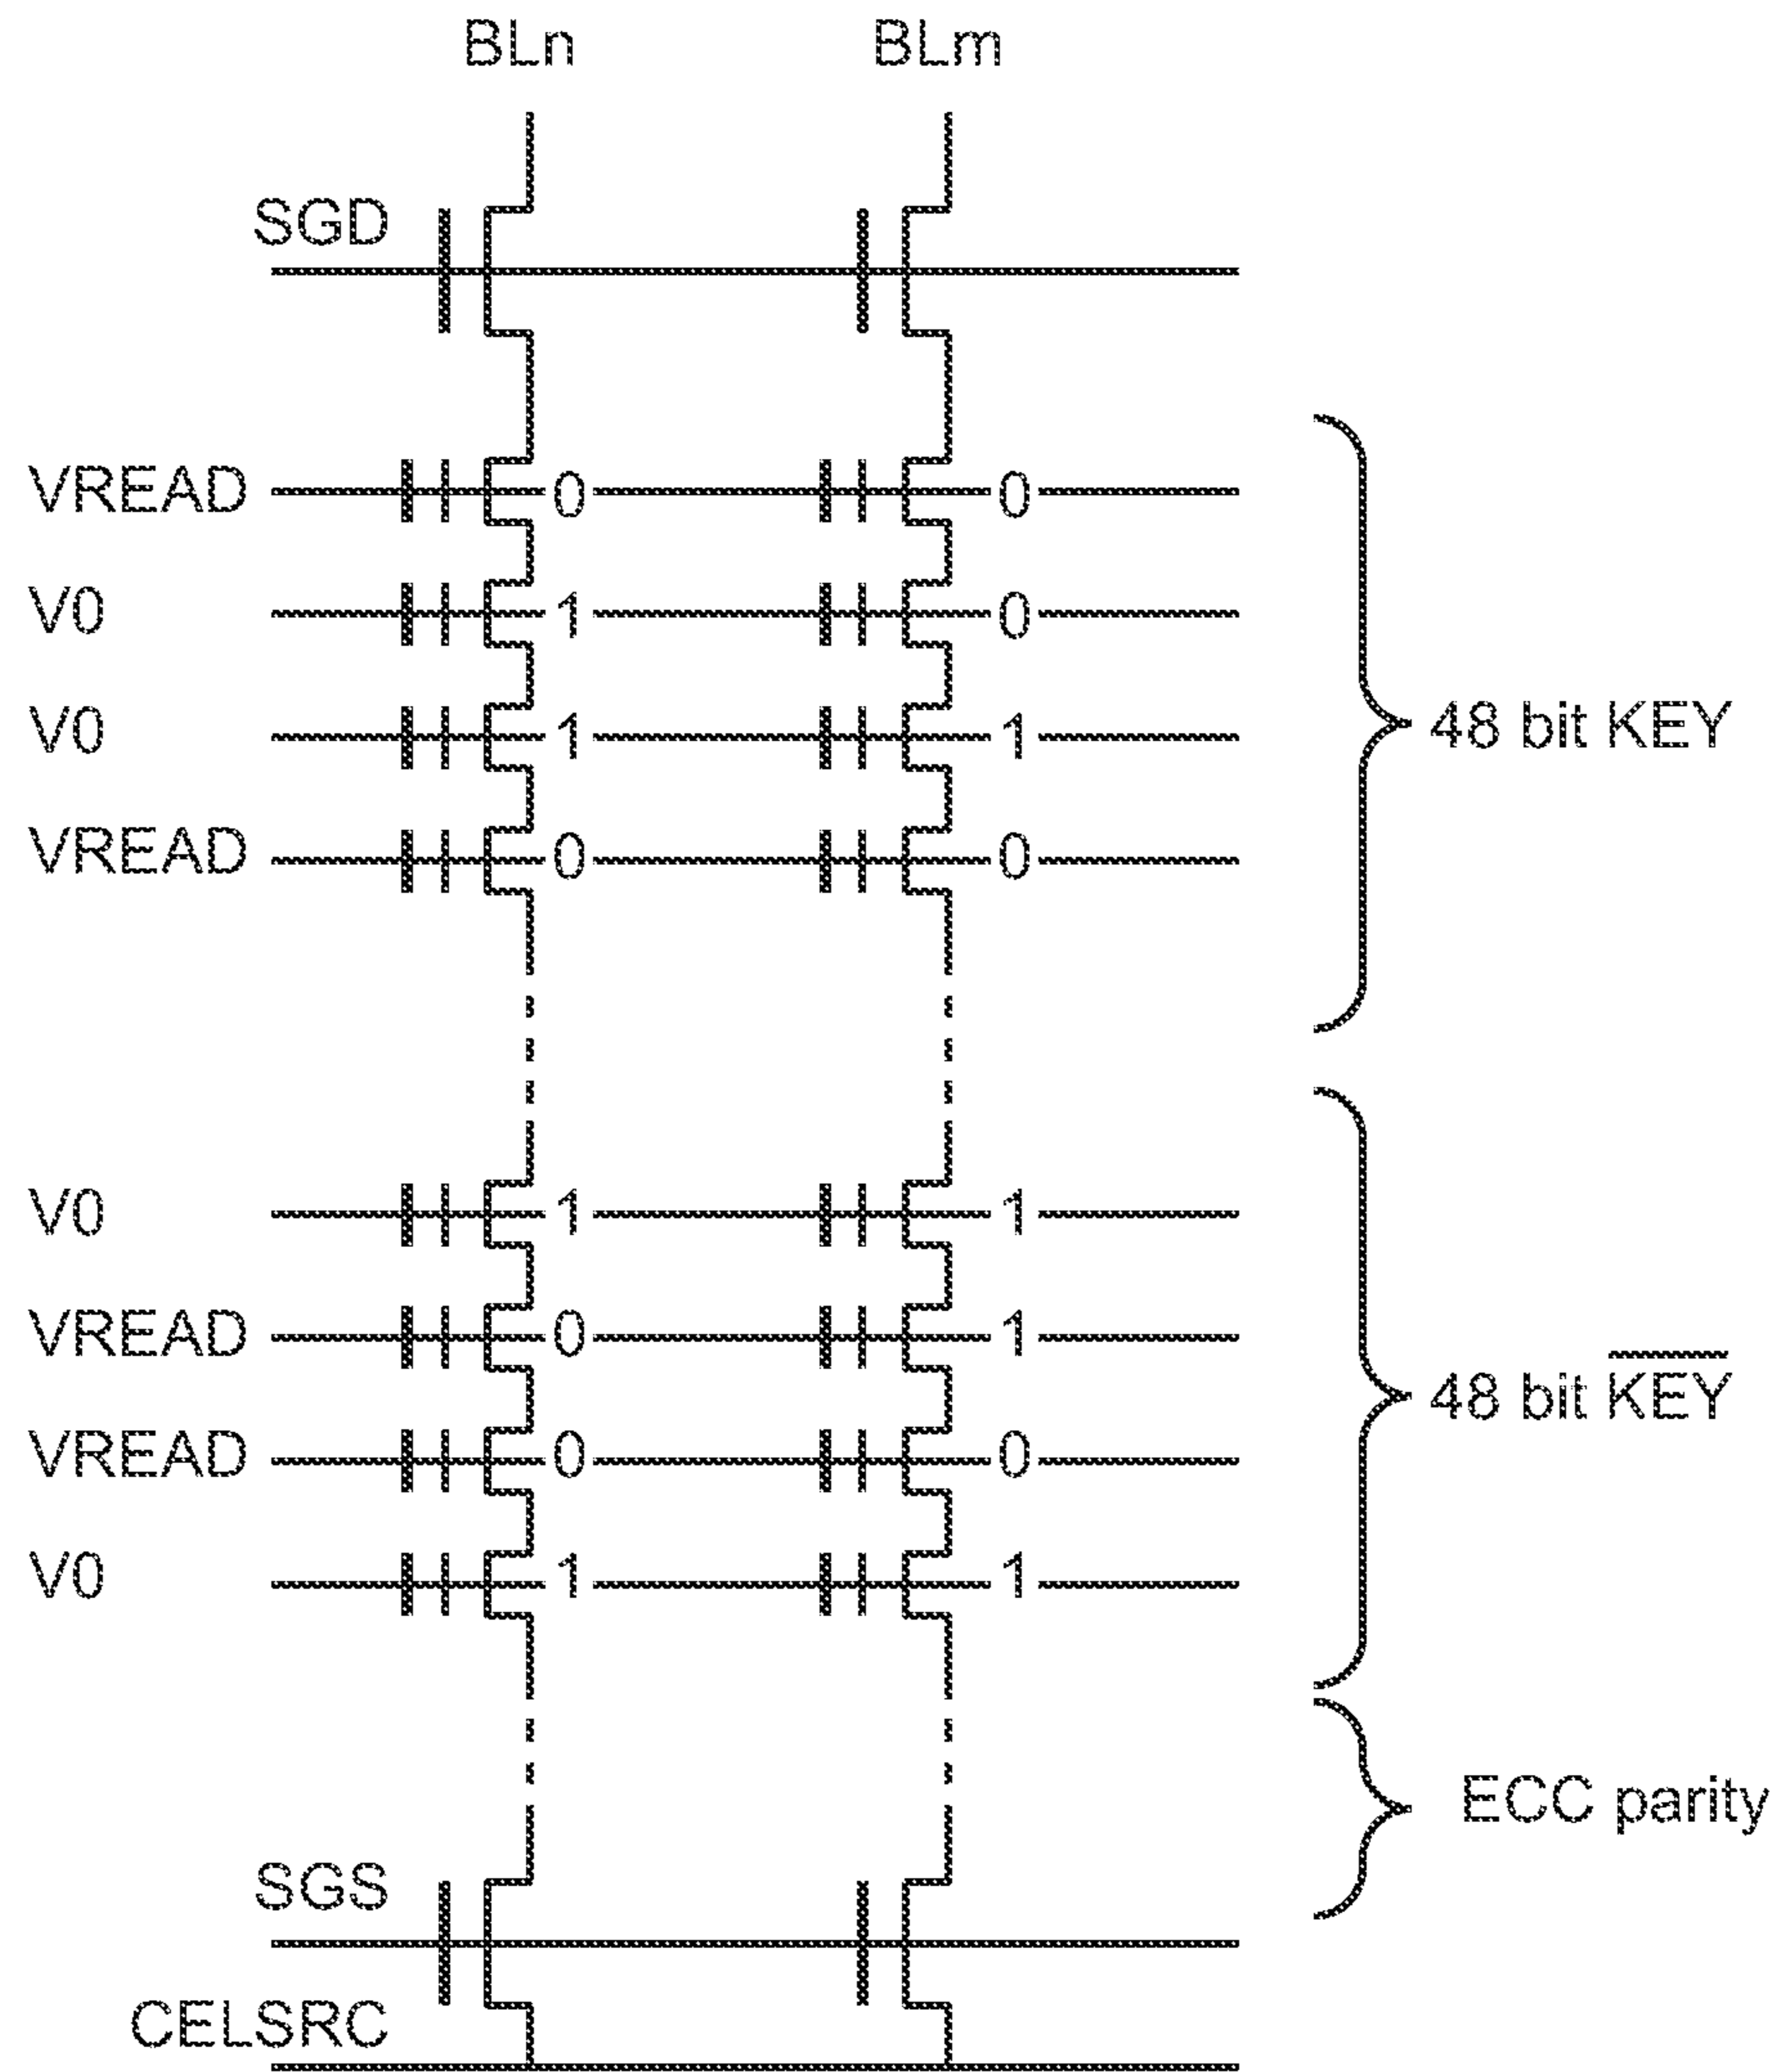 BLn BLm
SGD
VREAD 0 0
V0 1 0
V0 1 1
48 bit KEY
VREAD 0 0
V0 1 1
VREAD 0 1
48 bit K̅E̅Y̅
VREAD 0 0
V0 1 1
ECC parity
SGS
CELSRC